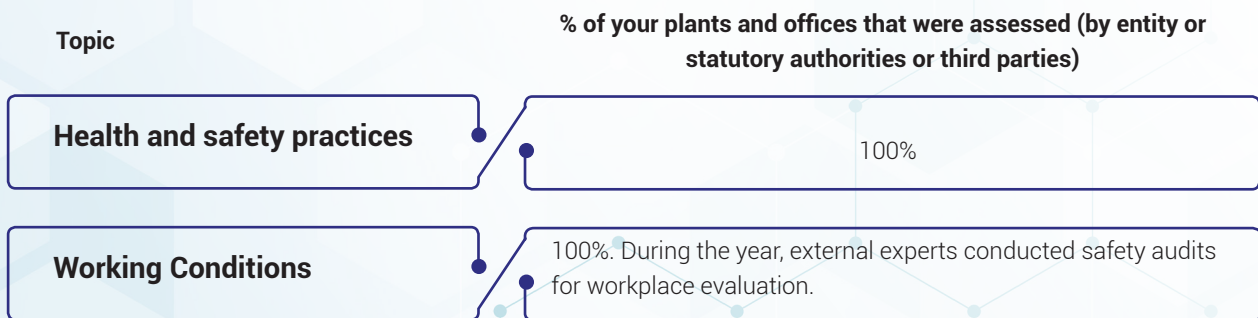 Topic
% of your plants and offices that were assessed (by entity or
statutory authorities or third parties)
Health and safety practices
100%
Working Conditions
100%. During the year, external experts conducted safety audits
for workplace evaluation.